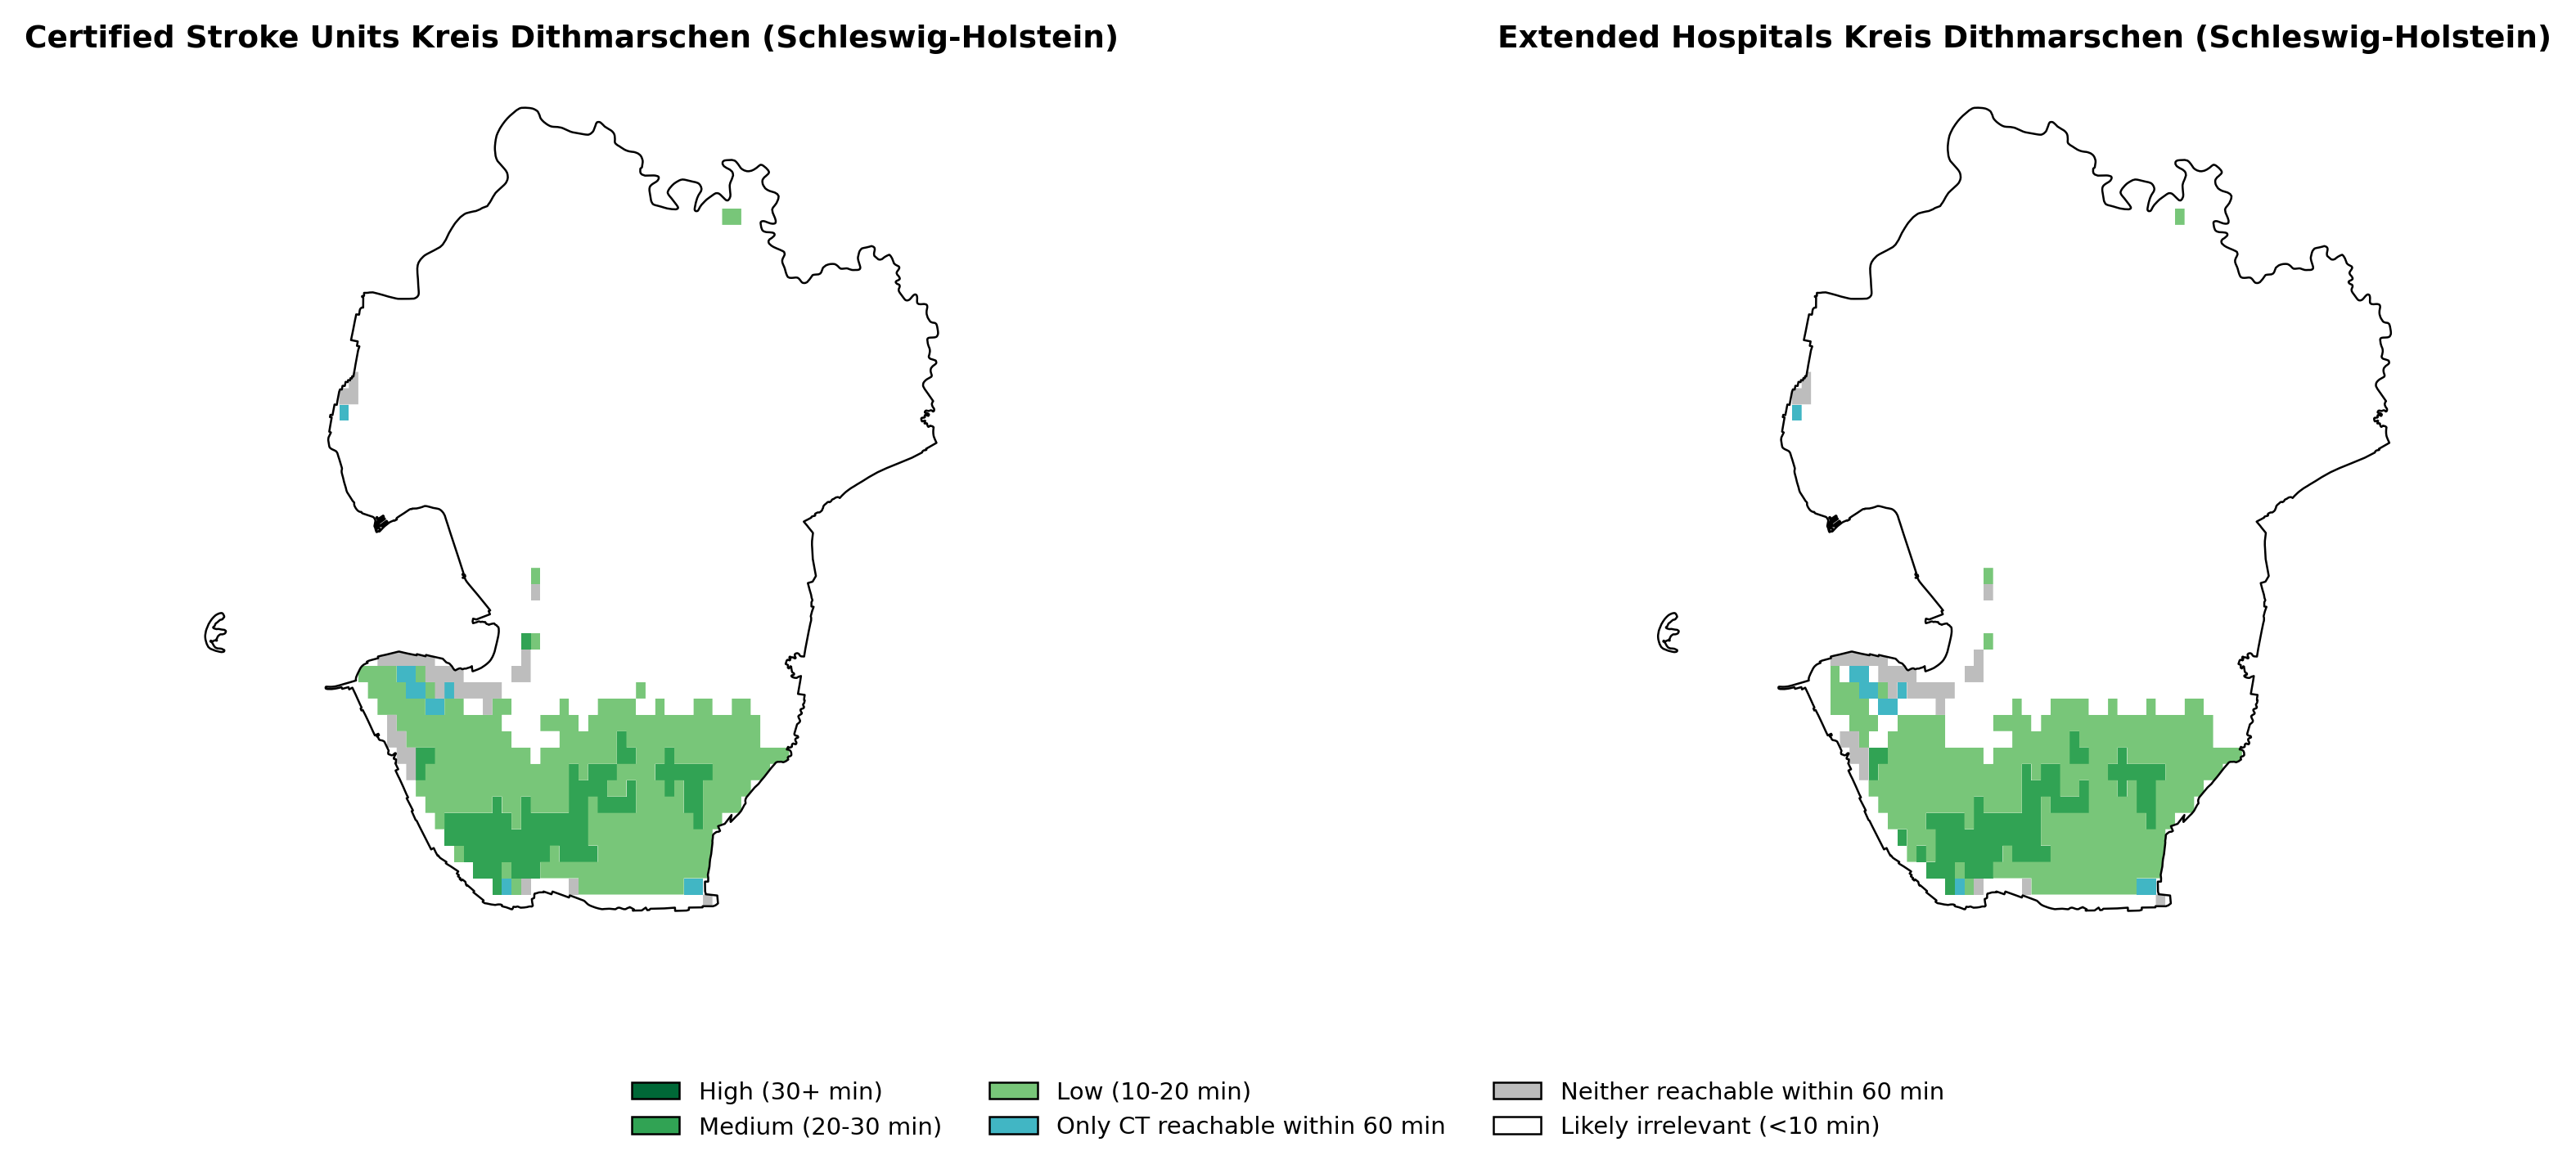 Certified Stroke Units Kreis Dithmarschen (Schleswig-Holstein)
Extended Hospitals Kreis Dithmarschen (Schleswig-Holstein)
High (30+ min)
Medium (20-30 min)
Low (10-20 min)
Only CT reachable within 60 min
Neither reachable within 60 min
Likely irrelevant (<10 min)